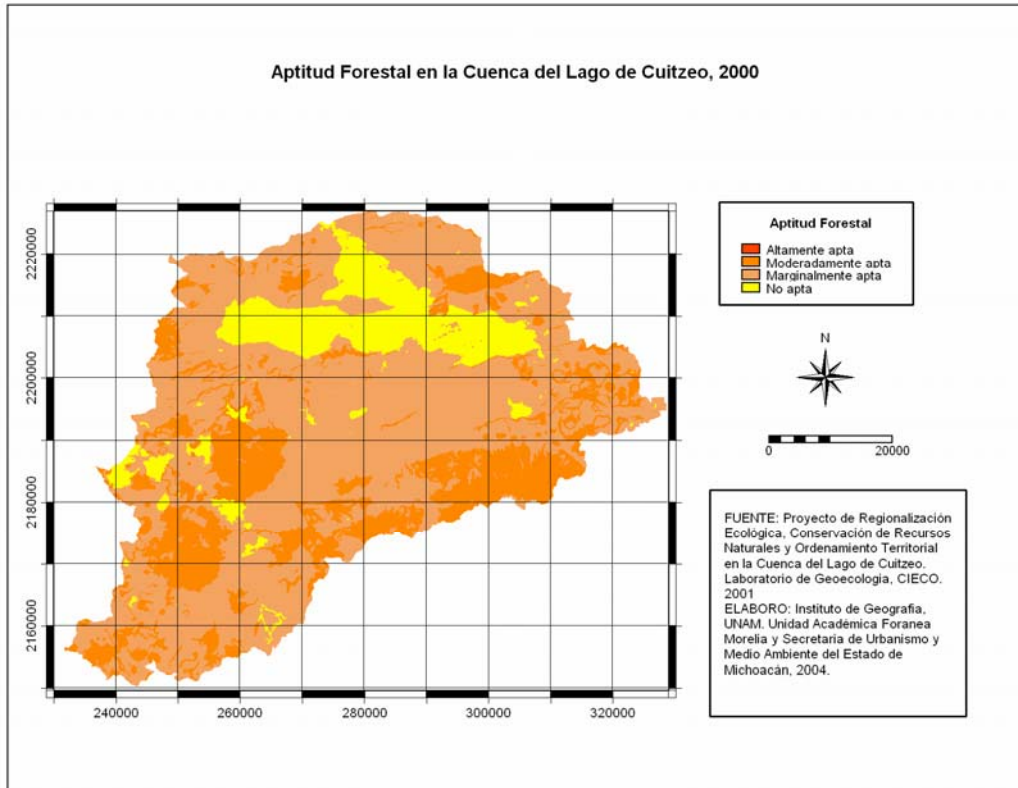 Aptitud Forestal en la Cuenca del Lago de Cuitzeo, 2000
Aptitud Forestal
Altamente apta
Moderadamente apta
Marginalmente apta
No apta
2220000
2200000
2180000
2160000
240000 260000 280000 300000 320000
N
0 20000
FUENTE: Proyecto de Regionalización
Ecológica, Conservación de Recursos
Naturales y Ordenamiento Territorial
en la Cuenca del Lago de Cuitzeo.
Laboratorio de Geoecologia, CIECO.
2001
ELABORO: Instituto de Geografia,
UNAM. Unidad Académica Foranea
Morelia y Secretaria de Urbanismo y
Medio Ambiente del Estado de
Michoacán, 2004.